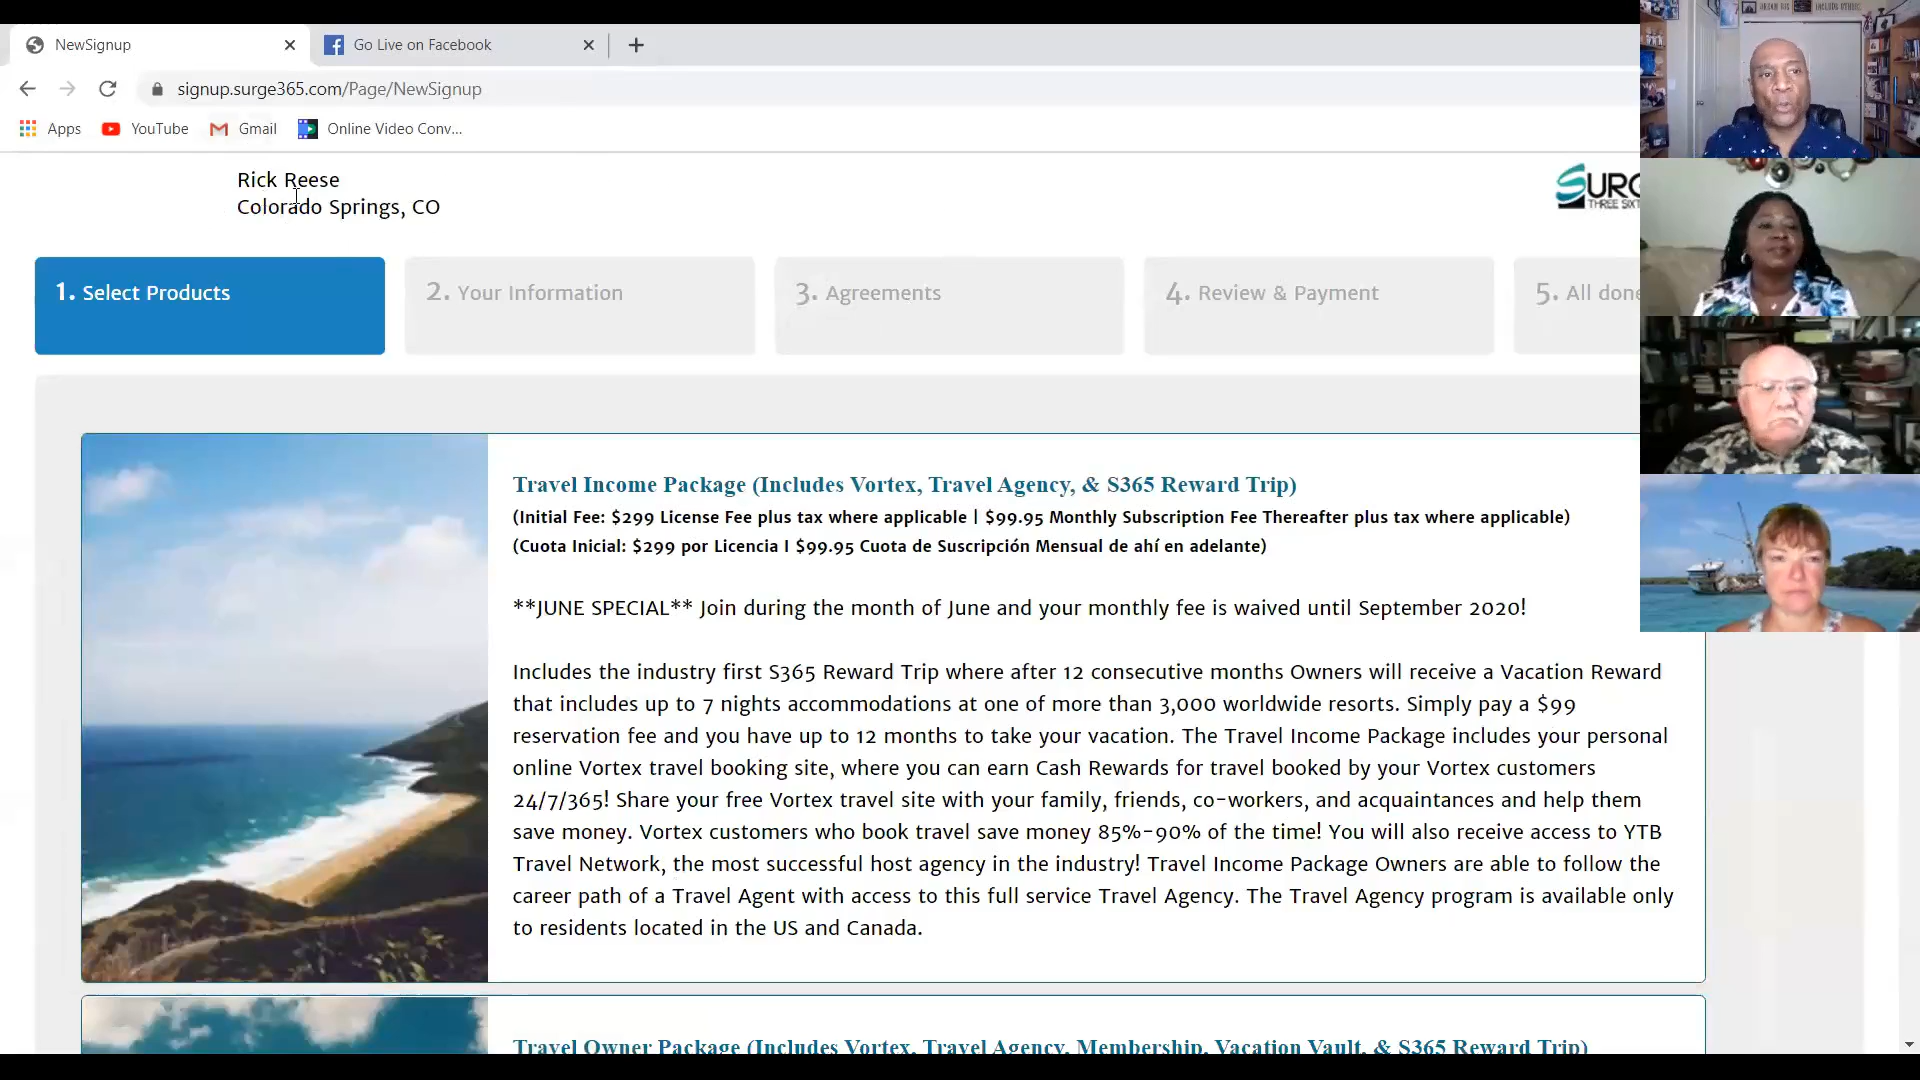 NewSignup
Go Live on Facebook
signup.surge365.com/Page/NewSignup
Apps
YouTube
Gmail
Online Video Conv...
Rick Reese
Colorado Springs, CO
SURG
THREE SIXT
1. Select Products
2. Your Information
3. Agreements
4. Review & Payment
5. All done
Travel Income Package (Includes Vortex, Travel Agency, & S365 Reward Trip)
(Initial Fee: $299 License Fee plus tax where applicable | $99.95 Monthly Subscription Fee Thereafter plus tax where applicable)
(Cuota Inicial: $299 por Licencia I $99.95 Cuota de Suscripción Mensual de ahí en adelante)
**JUNE SPECIAL** Join during the month of June and your monthly fee is waived until September 2020!
Includes the industry first S365 Reward Trip where after 12 consecutive months Owners will receive a Vacation Reward
that includes up to 7 nights accommodations at one of more than 3,000 worldwide resorts. Simply pay a $99
reservation fee and you have up to 12 months to take your vacation. The Travel Income Package includes your personal
online Vortex travel booking site, where you can earn Cash Rewards for travel booked by your Vortex customers
24/7/365! Share your free Vortex travel site with your family, friends, co-workers, and acquaintances and help them
save money. Vortex customers who book travel save money 85%-90% of the time! You will also receive access to YTB
Travel Network, the most successful host agency in the industry! Travel Income Package Owners are able to follow the
career path of a Travel Agent with access to this full service Travel Agency. The Travel Agency program is available only
to residents located in the US and Canada.
Travel Owner Package (Includes Vortex, Travel Agency, Membership, Vacation Vault, & S365 Reward Trip)